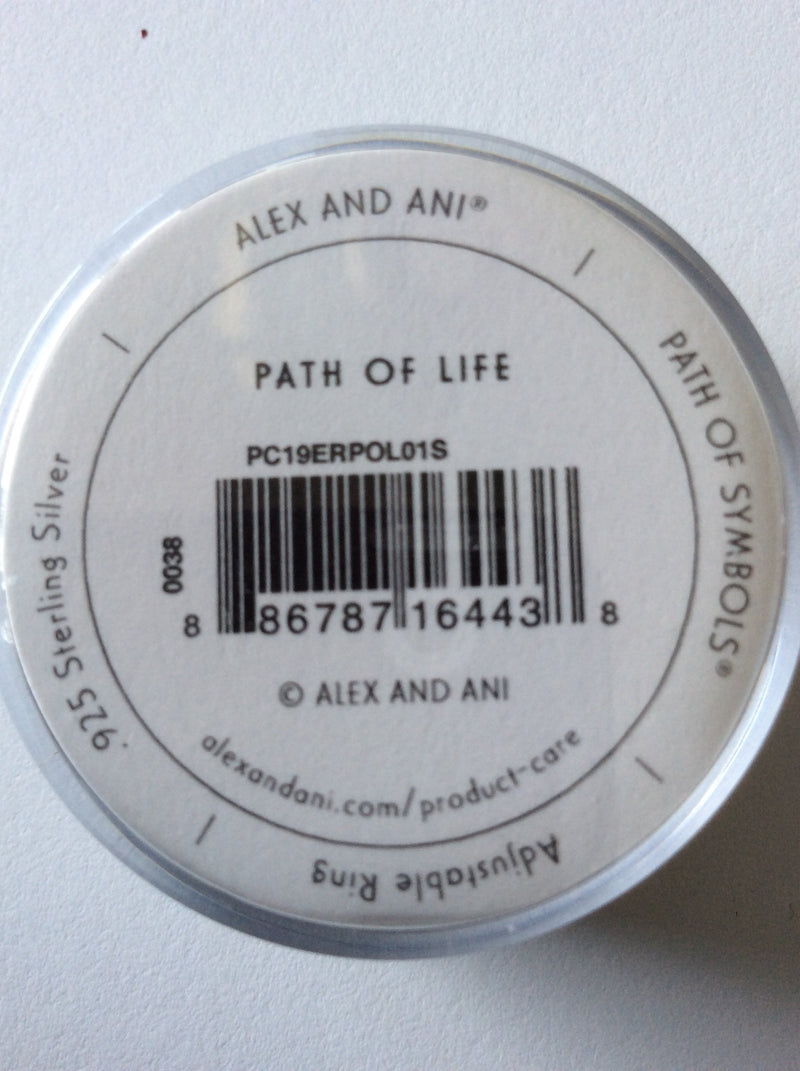 ALEX AND ANI®
PATH OF SYMBOLS®
Adjustable Ring
.925 Sterling Silver
PATH OF LIFE
PC19ERPOL01S
0038
8 86787 16443 8
© ALEX AND ANI
alexandani.com/product-care